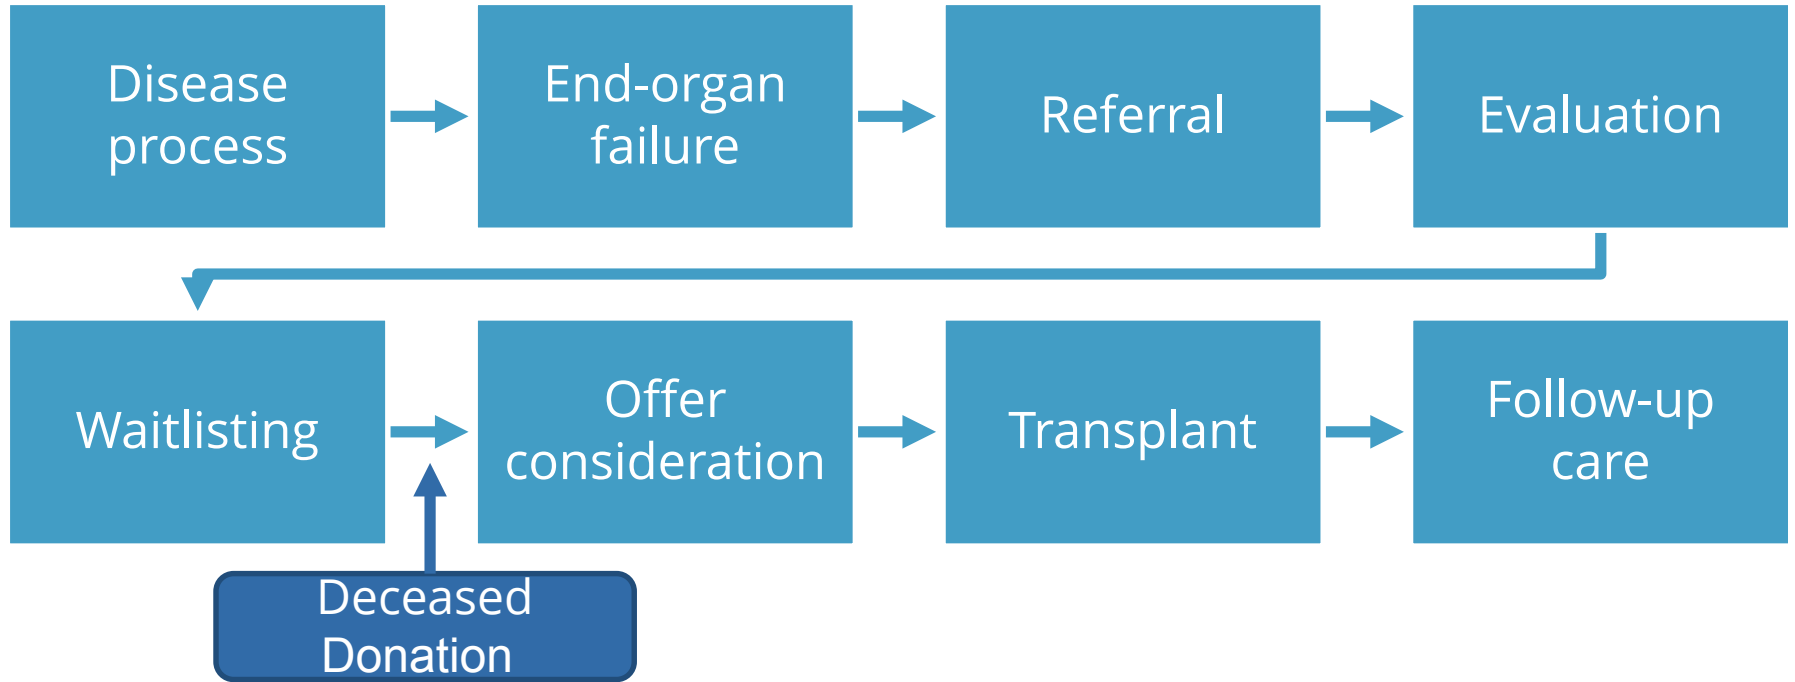 Disease
process
End-organ
failure
Referral
Evaluation
Waitlisting
Offer
consideration
Transplant
Follow-up
care
Deceased
Donation